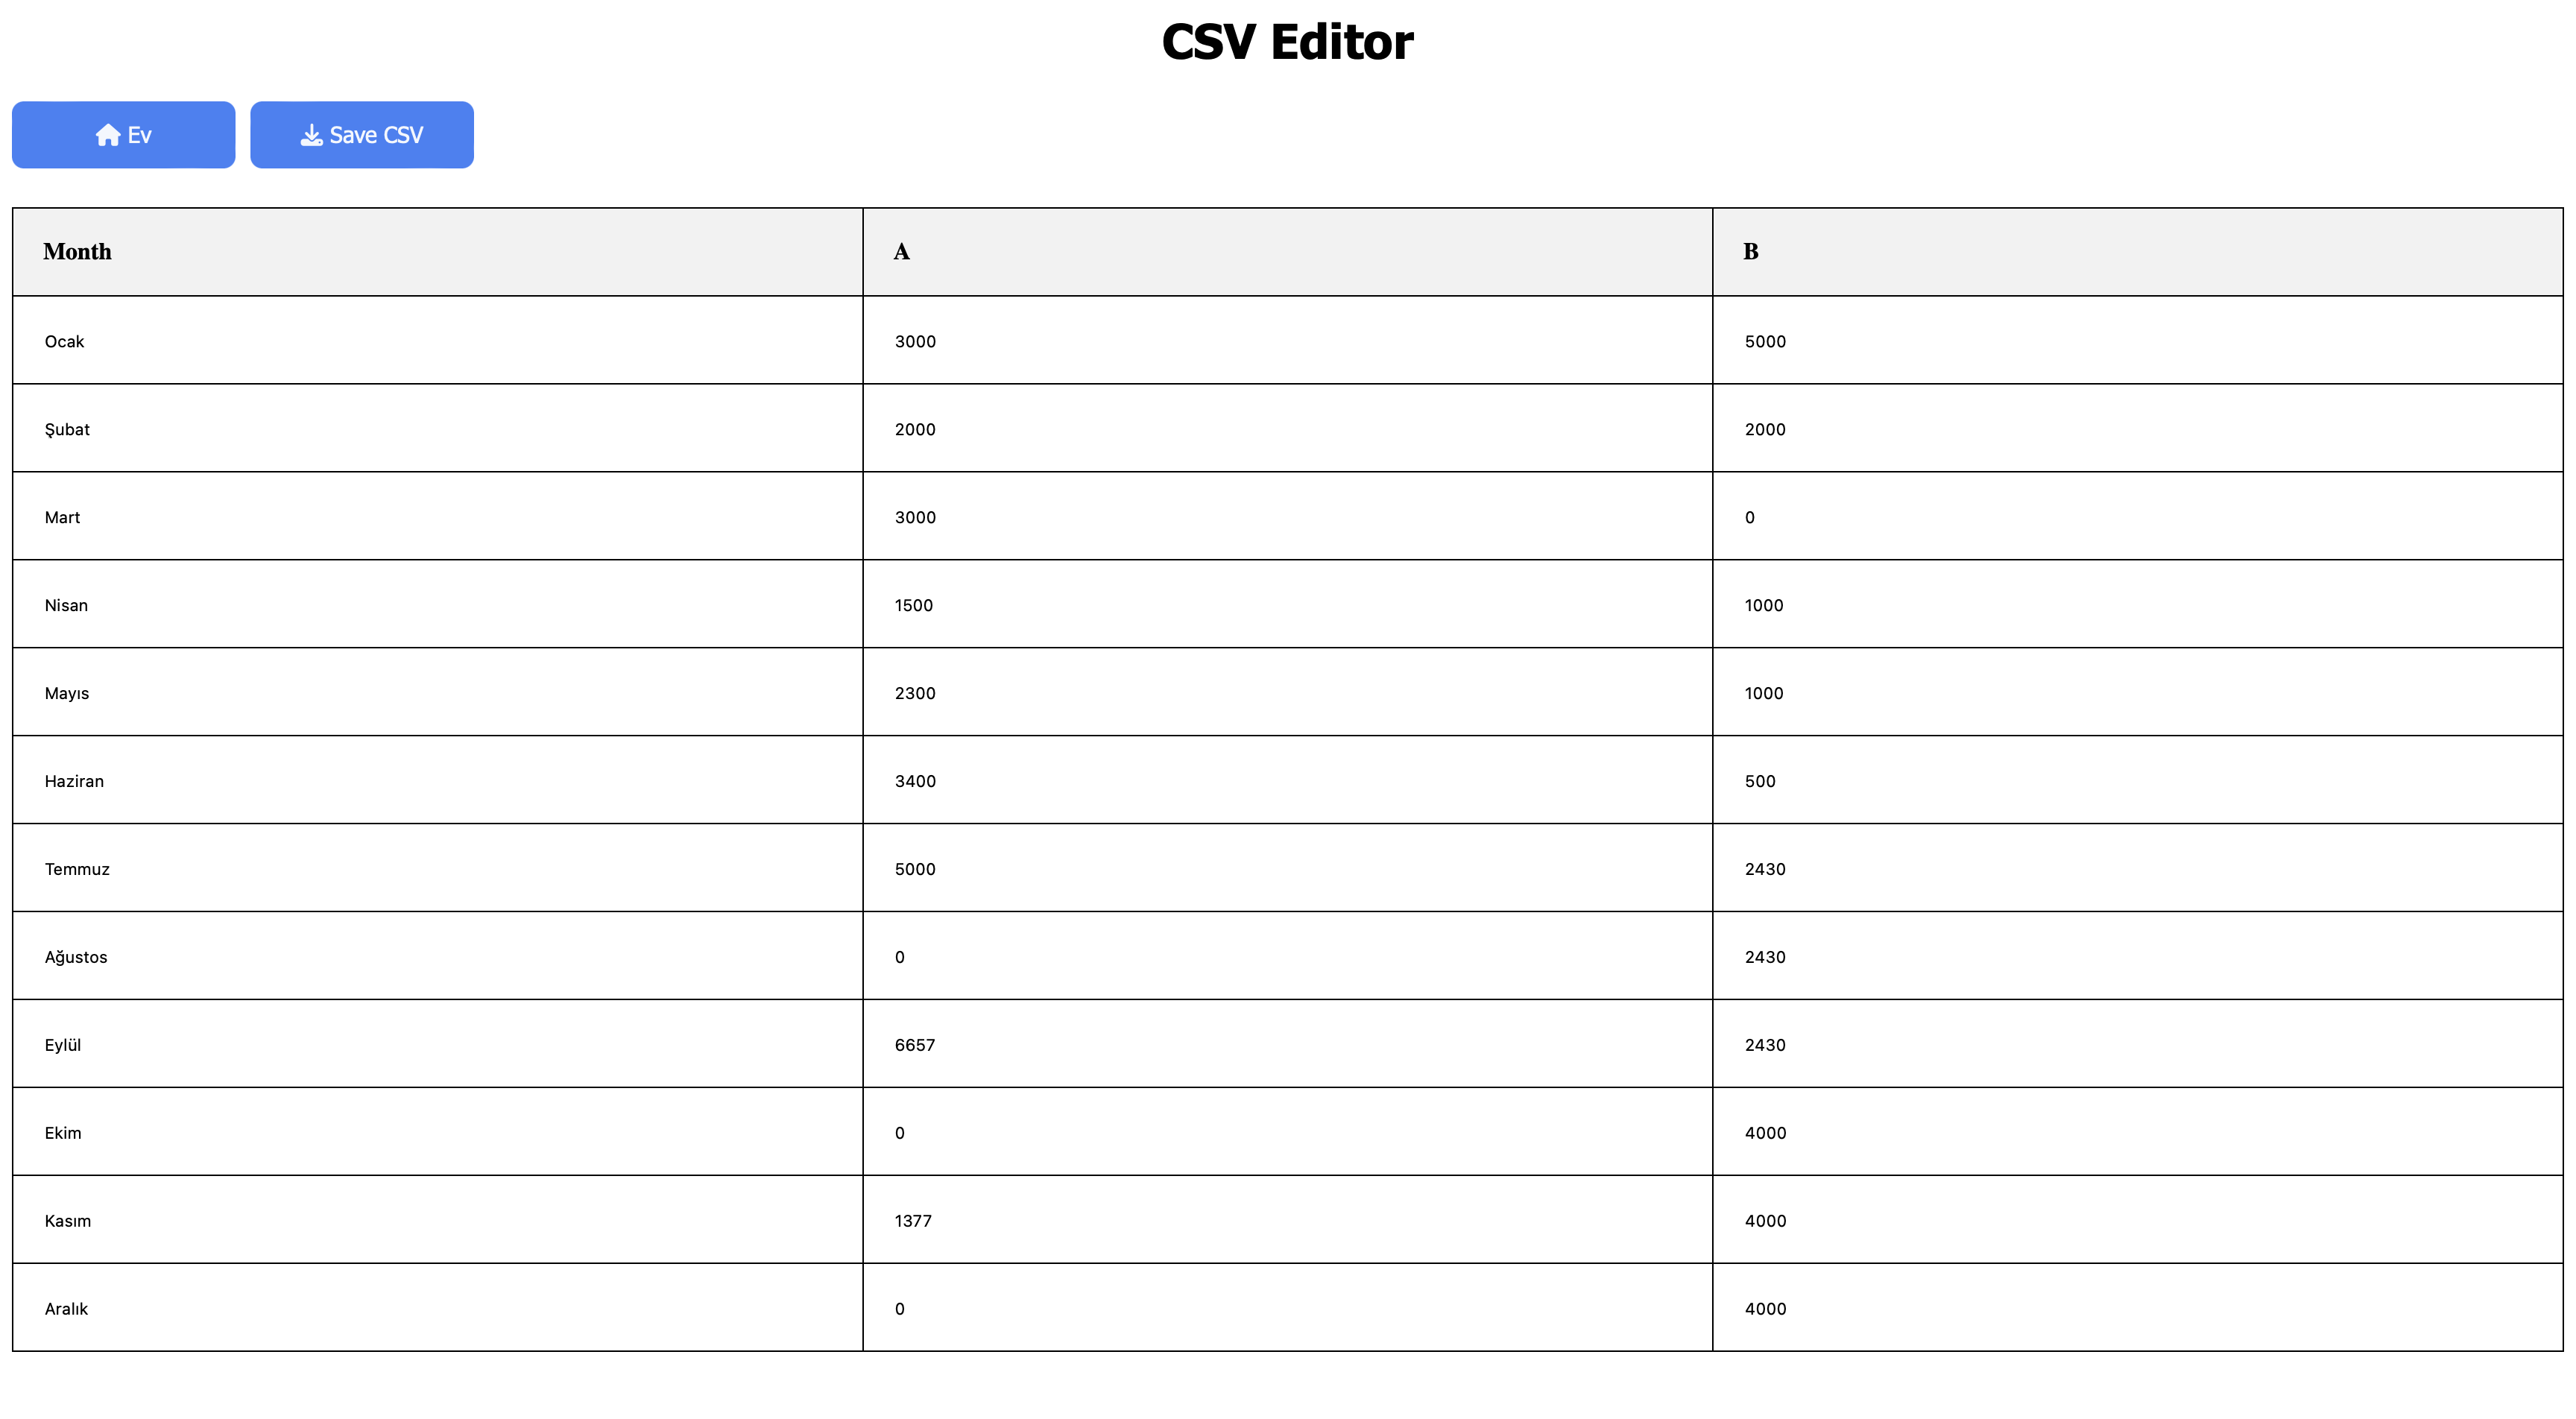 CSV Editor
Ev Save CSV
Month A B
Ocak 3000 5000
Şubat 2000 2000
Mart 3000 0
Nisan 1500 1000
Mayıs 2300 1000
Haziran 3400 500
Temmuz 5000 2430
Ağustos 0 2430
Eylül 6657 2430
Ekim 0 4000
Kasım 1377 4000
Aralık 0 4000